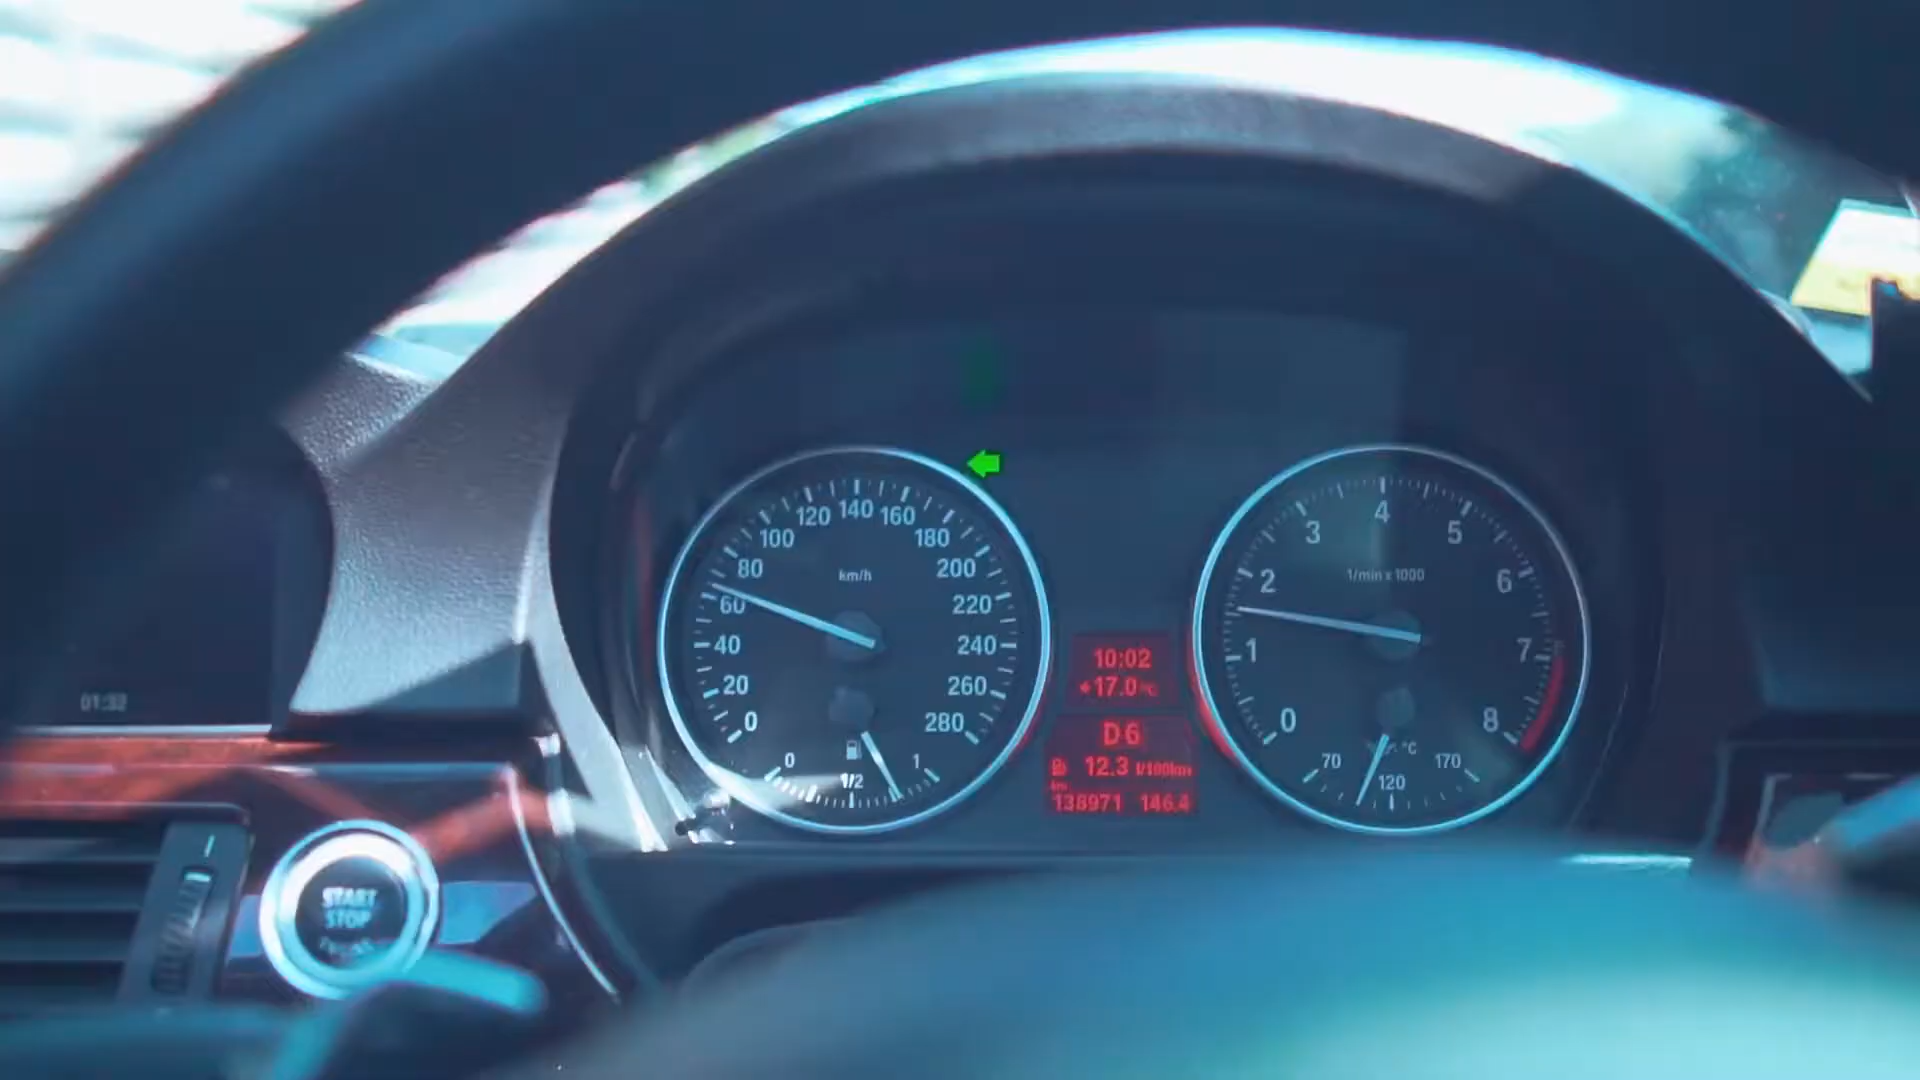 120 140 160
100 180
80 200
60 220
40 240
20 260
0 280
km/h
0 1/2 1
10:02
+17.0 °C
D 6
12.3 l/100km
km
138971 146.4
4
3 5
2 6
1 7
0 8
1/min x 1000
°C
70 120 170
01:32
START
STOP